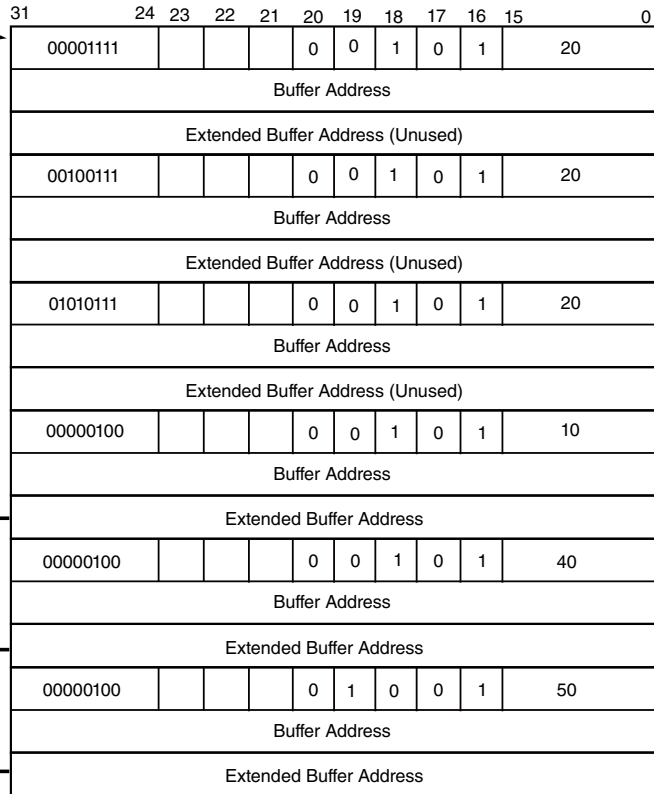 31 24 23 22 21 20 19 18 17 16 15 0
00001111 0 0 1 0 1 20
Buffer Address
Extended Buffer Address (Unused)
00100111 0 0 1 0 1 20
Buffer Address
Extended Buffer Address (Unused)
01010111 0 0 1 0 1 20
Buffer Address
Extended Buffer Address (Unused)
00000100 0 0 1 0 1 10
Buffer Address
Extended Buffer Address
00000100 0 0 1 0 1 40
Buffer Address
Extended Buffer Address
00000100 0 1 0 0 1 50
Buffer Address
Extended Buffer Address